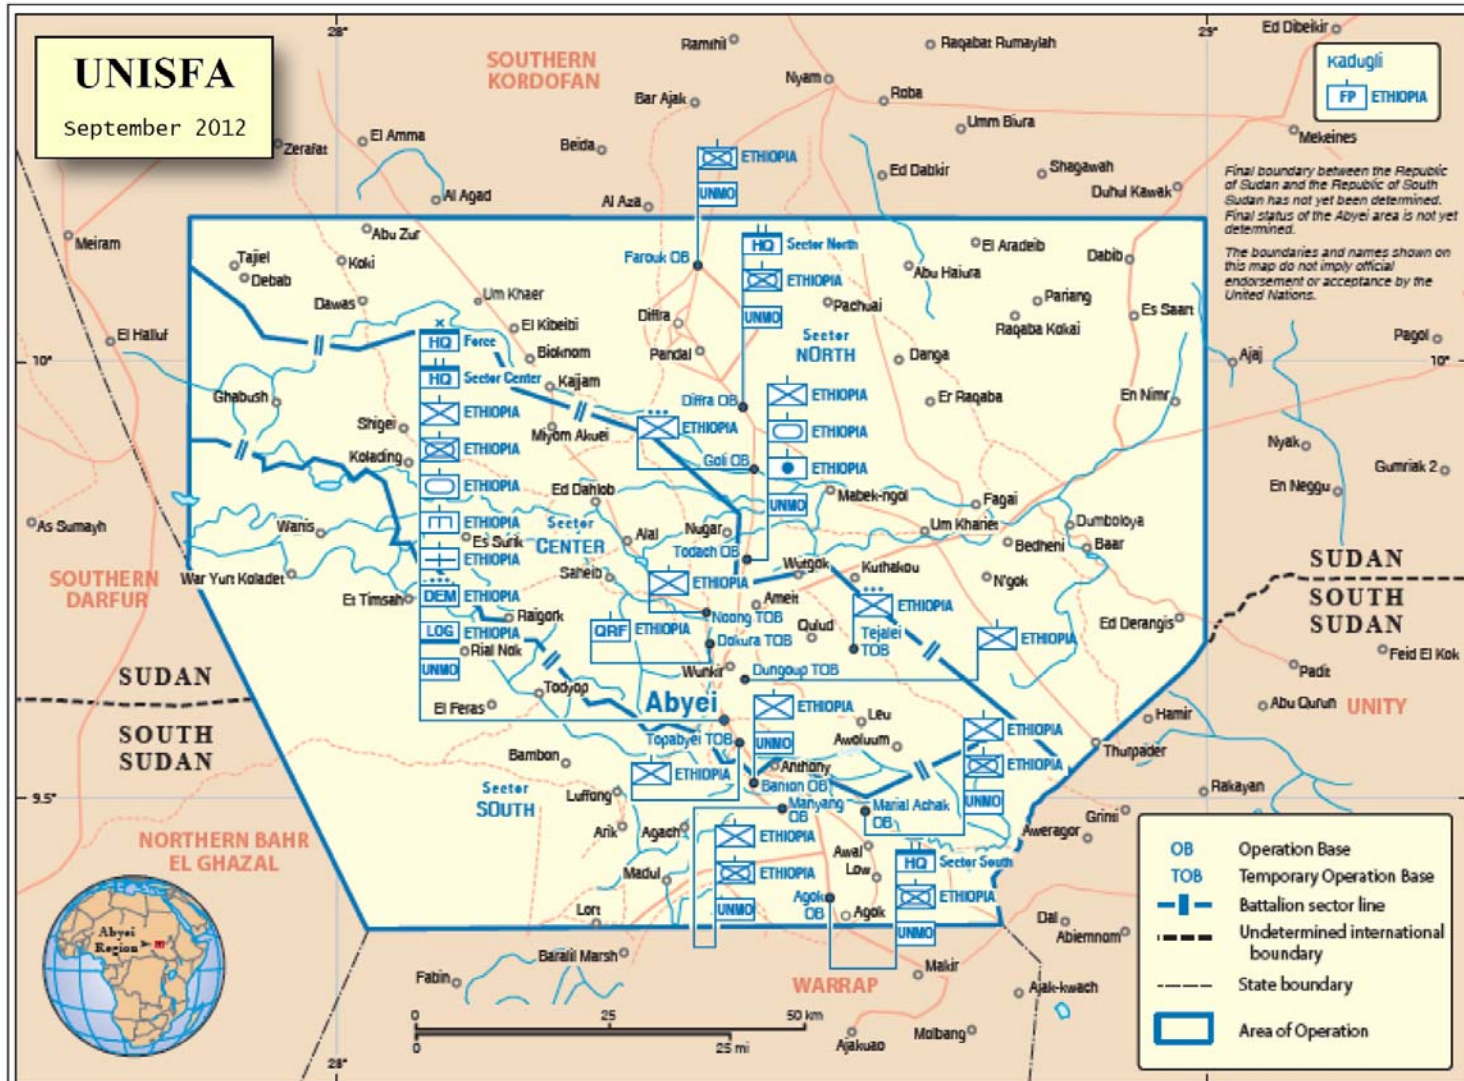 UNISFA
September 2012
28°
29°
SOUTHERN
KORDOFAN
Ramihil
Raqabat Rumaylah
Ed Dibeikir
Kadugli
FP ETHIOPIA
Nyam
Bar Ajak
Roba
Zerafat
El Amma
Beida
Umm Biura
Mekeines
ETHIOPIA
UNMO
Ed Dabkir
Shagawah
Duhul Kawak
Al Agad
Al Aza
Final boundary between the Republic
of Sudan and the Republic of South
Sudan has not yet been determined.
Final status of the Abyei area is not yet
determined.
The boundaries and names shown on
this map do not imply official
endorsement or acceptance by the
United Nations.
Meiram
Abu Zuf
Tajiel
Debab
Koki
Farouk OB
HQ Sector North
ETHIOPIA
UNMO
El Aradeib
Abu Haiura
Dabib
Dawas
Um Khaer
Pachuai
Pariang
Raqaba Kokai
Es Saart
El Halluf
El Kibeibi
Diffra
Sector
NORTH
Pagol
10°
10°
HQ Force
HQ Sector Center
ETHIOPIA
ETHIOPIA
ETHIOPIA
ETHIOPIA
ETHIOPIA
DEM ETHIOPIA
LOG ETHIOPIA
UNMO
Bioknom
Pandal
Danga
Ajaj
Ghabush
Kajjam
Diffra OB
ETHIOPIA
ETHIOPIA
ETHIOPIA
UNMO
Er Raqaba
En Nimr
Shigei
Miyom Akuei
ETHIOPIA
Nyak
Kolading
Goli OB
Gumriak 2
Ed Dahlob
Mabek-ngol
Fagai
En Neggu
As Sumayh
Wanis
Es Surik
Sector
CENTER
Alal
Nugar
Um Khariet
Dumboloya
Todach OB
Bedheni
Baar
SUDAN
SOUTH
SUDAN
SOUTHERN
DARFUR
War Yurt Koladet
Saheib
ETHIOPIA
Wutgok
Kuthakou
N'gok
Et Timsah
Ameit
ETHIOPIA
Raigork
Noong TOB
QRF ETHIOPIA
Dokura TOB
Qulud
Tejalei
TOB
ETHIOPIA
Ed Derangis
Rial Nok
Wunkir
Dungoup TOB
Feid El Kok
Padit
SUDAN
SOUTH
SUDAN
El Feras
Todyop
Abyei
ETHIOPIA
UNMO
Leu
Hamir
Abu Qurun
UNITY
Topabyei TOB
Awoluum
ETHIOPIA
ETHIOPIA
UNMO
Thurpader
Bambon
ETHIOPIA
Anthony
Banton OB
9.5°
Sector
SOUTH
Luffong
Manyang
OB
Marial Achak
OB
Rakayan
Grinsi
Aweragor
NORTHERN BAHR
EL GHAZAL
Arik
Agach
ETHIOPIA
ETHIOPIA
UNMO
Awal
Low
HQ Sector South
ETHIOPIA
UNMO
Madul
Agok
OB
Agok
Lort
Dal
Abiemnom
Baralil Marsh
Fabin
WARRAP
Makir
Ajak-kwach
Ajakuao
Molbang
Abyei
Region
0 25 50 km
0 25 mi
28°
OB Operation Base
TOB Temporary Operation Base
Battalion sector line
Undetermined international
boundary
State boundary
Area of Operation